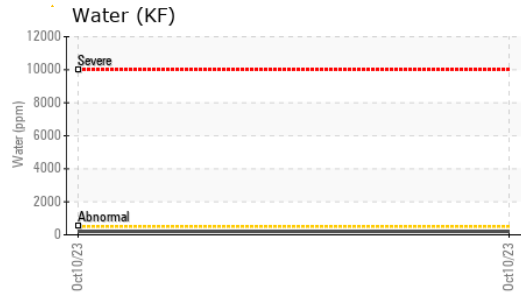 Water (KF)
12000
Severe
10000
8000
Water (ppm)
6000
4000
2000
Abnormal
0
Oct10/23
Oct10/23